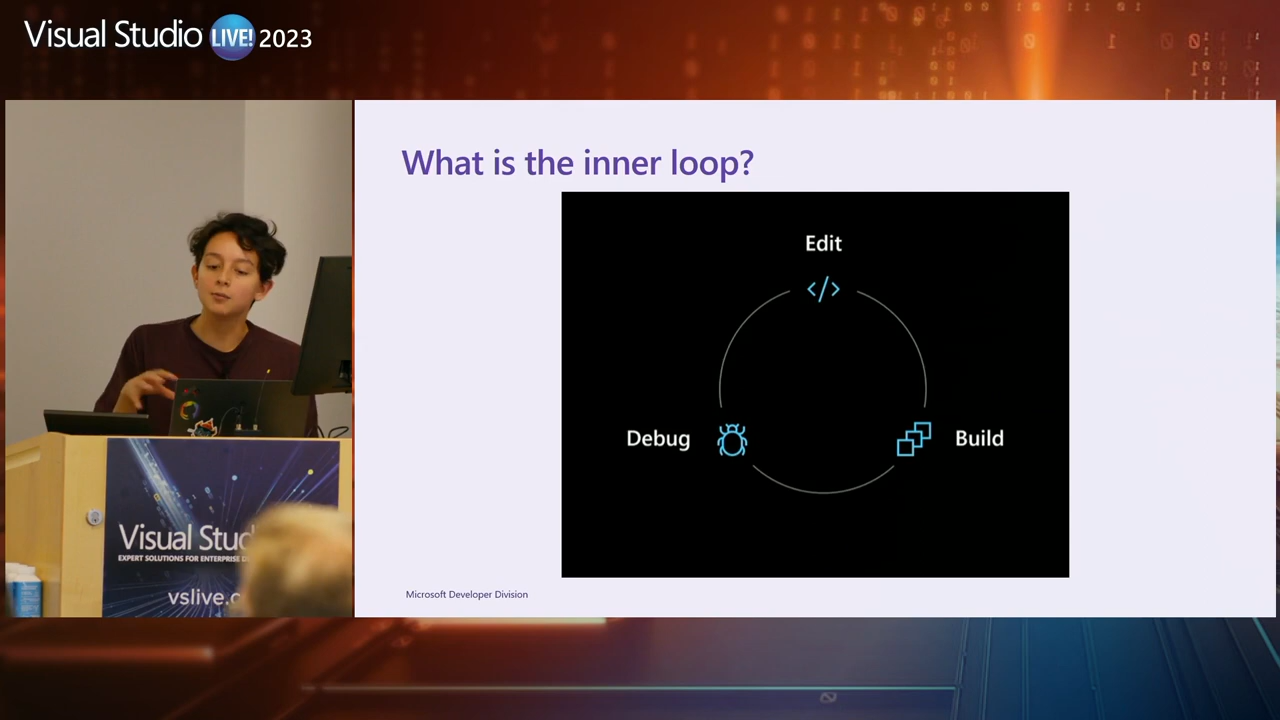 Visual Studio LIVE! 2023
What is the inner loop?
Edit
</>
Debug
Build
Microsoft Developer Division
Visual Stud
EXPERT SOLUTIONS FOR ENTERPRISE D
vslive.c